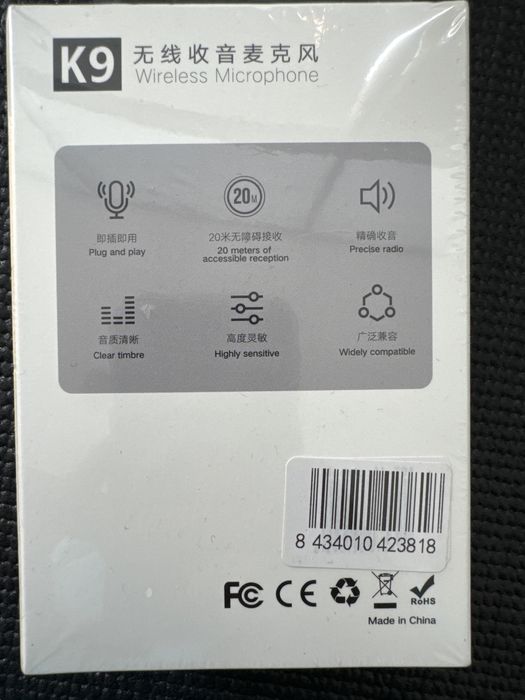 K9 无线收音麦克风
Wireless Microphone
即插即用
Plug and play
20M
20米无障碍接收
20 meters of
accessible reception
精确收音
Precise radio
音质清晰
Clear timbre
高度灵敏
Highly sensitive
广泛兼容
Widely compatible
8 434010 423818
FC CE RoHS
Made in China